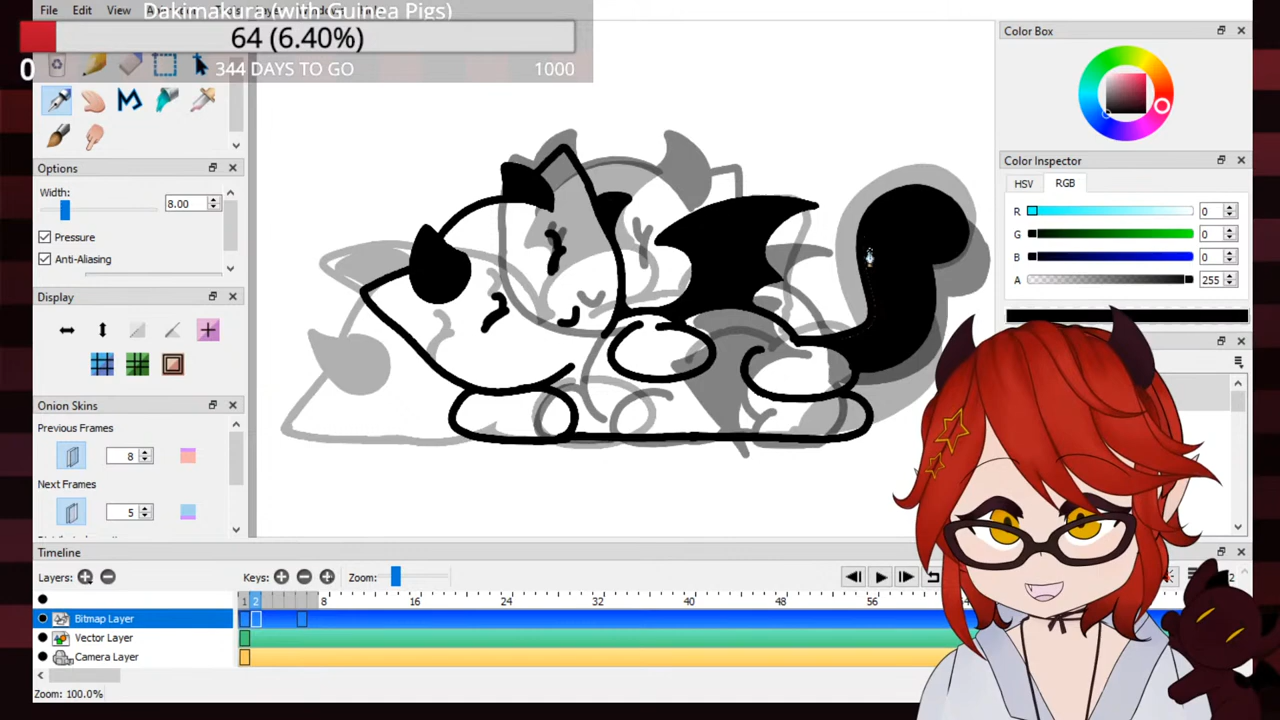 Dakimakura (with Guinea Pigs)
File Edit View
64 (6.40%)
0 344 DAYS TO GO 1000
Options
Width:
8.00
Pressure
Anti-Aliasing
Display
Onion Skins
Previous Frames
8
Next Frames
5
Color Box
Color Inspector
HSV RGB
R 0
G 0
B 0
A 255
Timeline
Layers: Keys: Zoom:
1 2 8 16 24 32 40 48 56
Bitmap Layer
Vector Layer
Camera Layer
Zoom: 100.0%